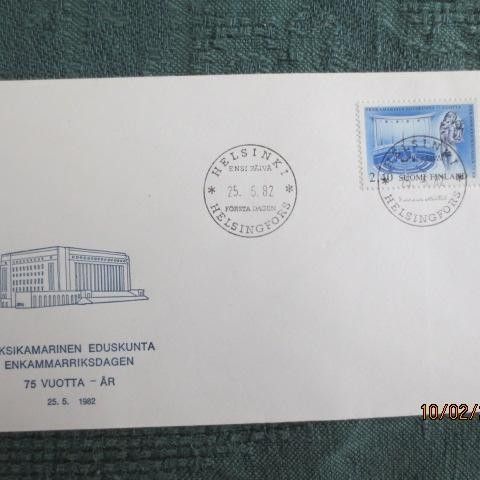 HELSINKI
ENSI PÄIVÄ
25. 5. 82
FÖRSTA DAGEN
HELSINGFORS
2,40 SUOMI FINLAND
HELSINGFORS
KSIKAMARINEN EDUSKUNTA
ENKAMMARRIKSDAGEN
75 VUOTTA – ÅR
25. 5. 1982
10/02/